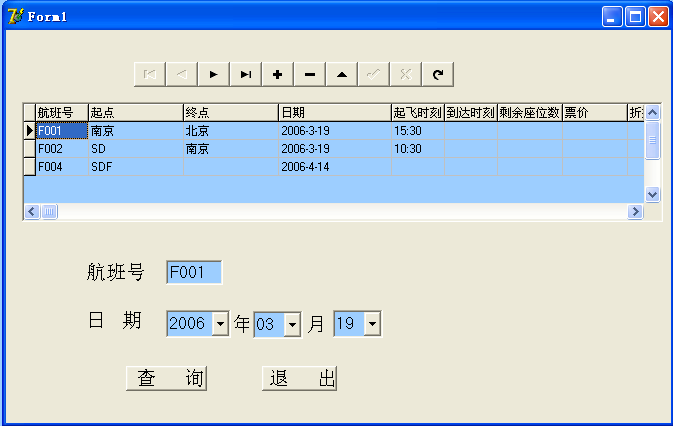 Form1
航班号 起点 终点 日期 起飞时刻 到达时刻 剩余座位数 票价 折
F001 南京 北京 2006-3-19 15:30
F002 SD 南京 2006-3-19 10:30
F004 SDF 2006-4-14
航班号 F001
日 期 2006 年 03 月 19
查 询 退 出